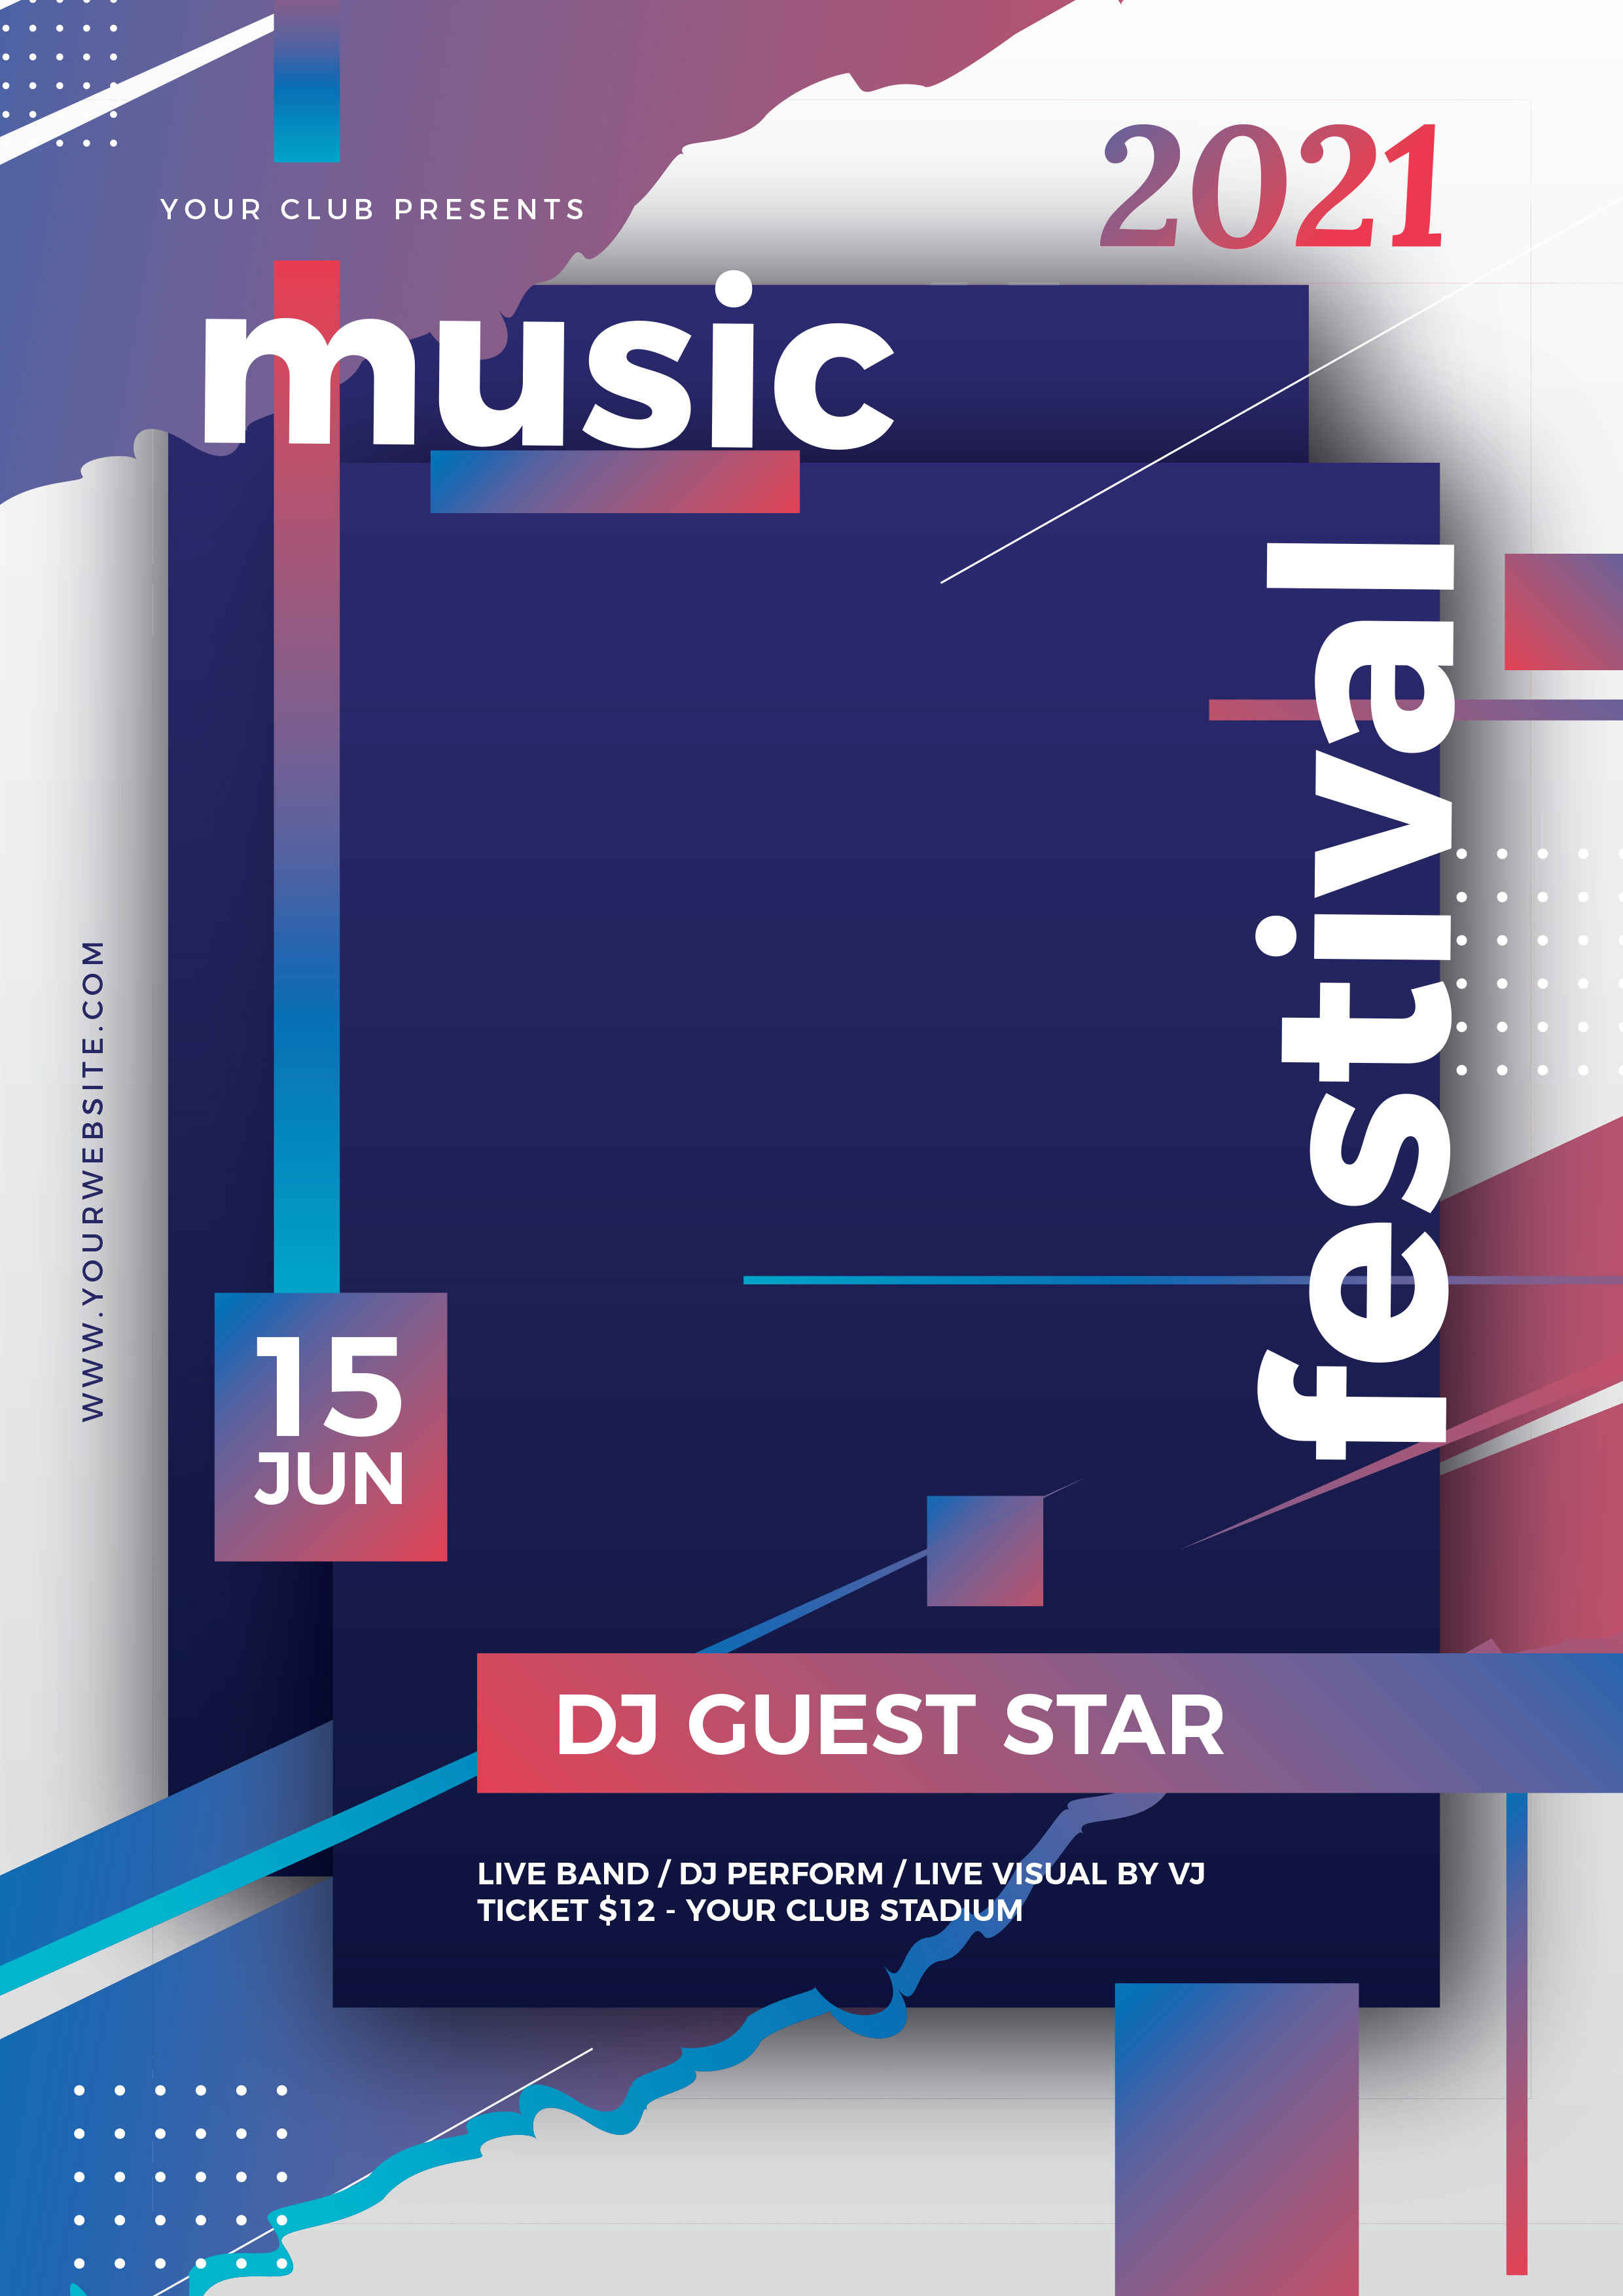 2021
YOUR CLUB PRESENTS
music
festival
WWW.YOURWEBSITE.COM
15
JUN
DJ GUEST STAR
LIVE BAND / DJ PERFORM / LIVE VISUAL BY VJ
TICKET $12 - YOUR CLUB STADIUM